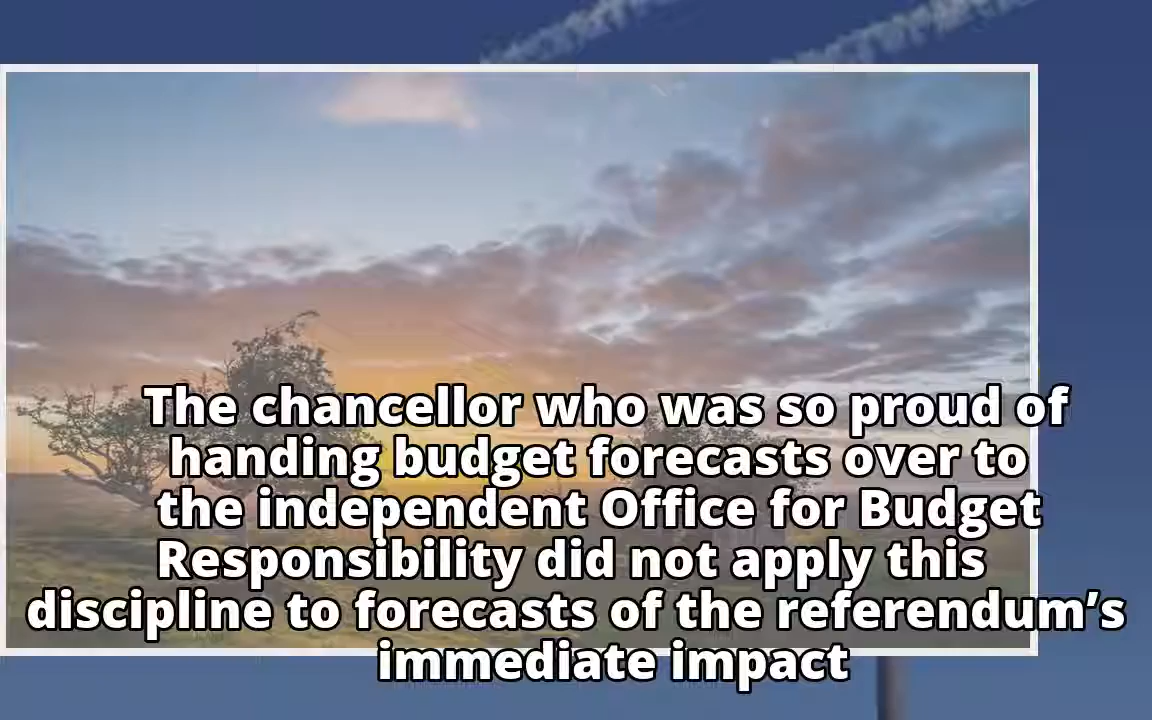 The chancellor who was so proud of
handing budget forecasts over to
the independent Office for Budget
Responsibility did not apply this
discipline to forecasts of the referendum’s
immediate impact